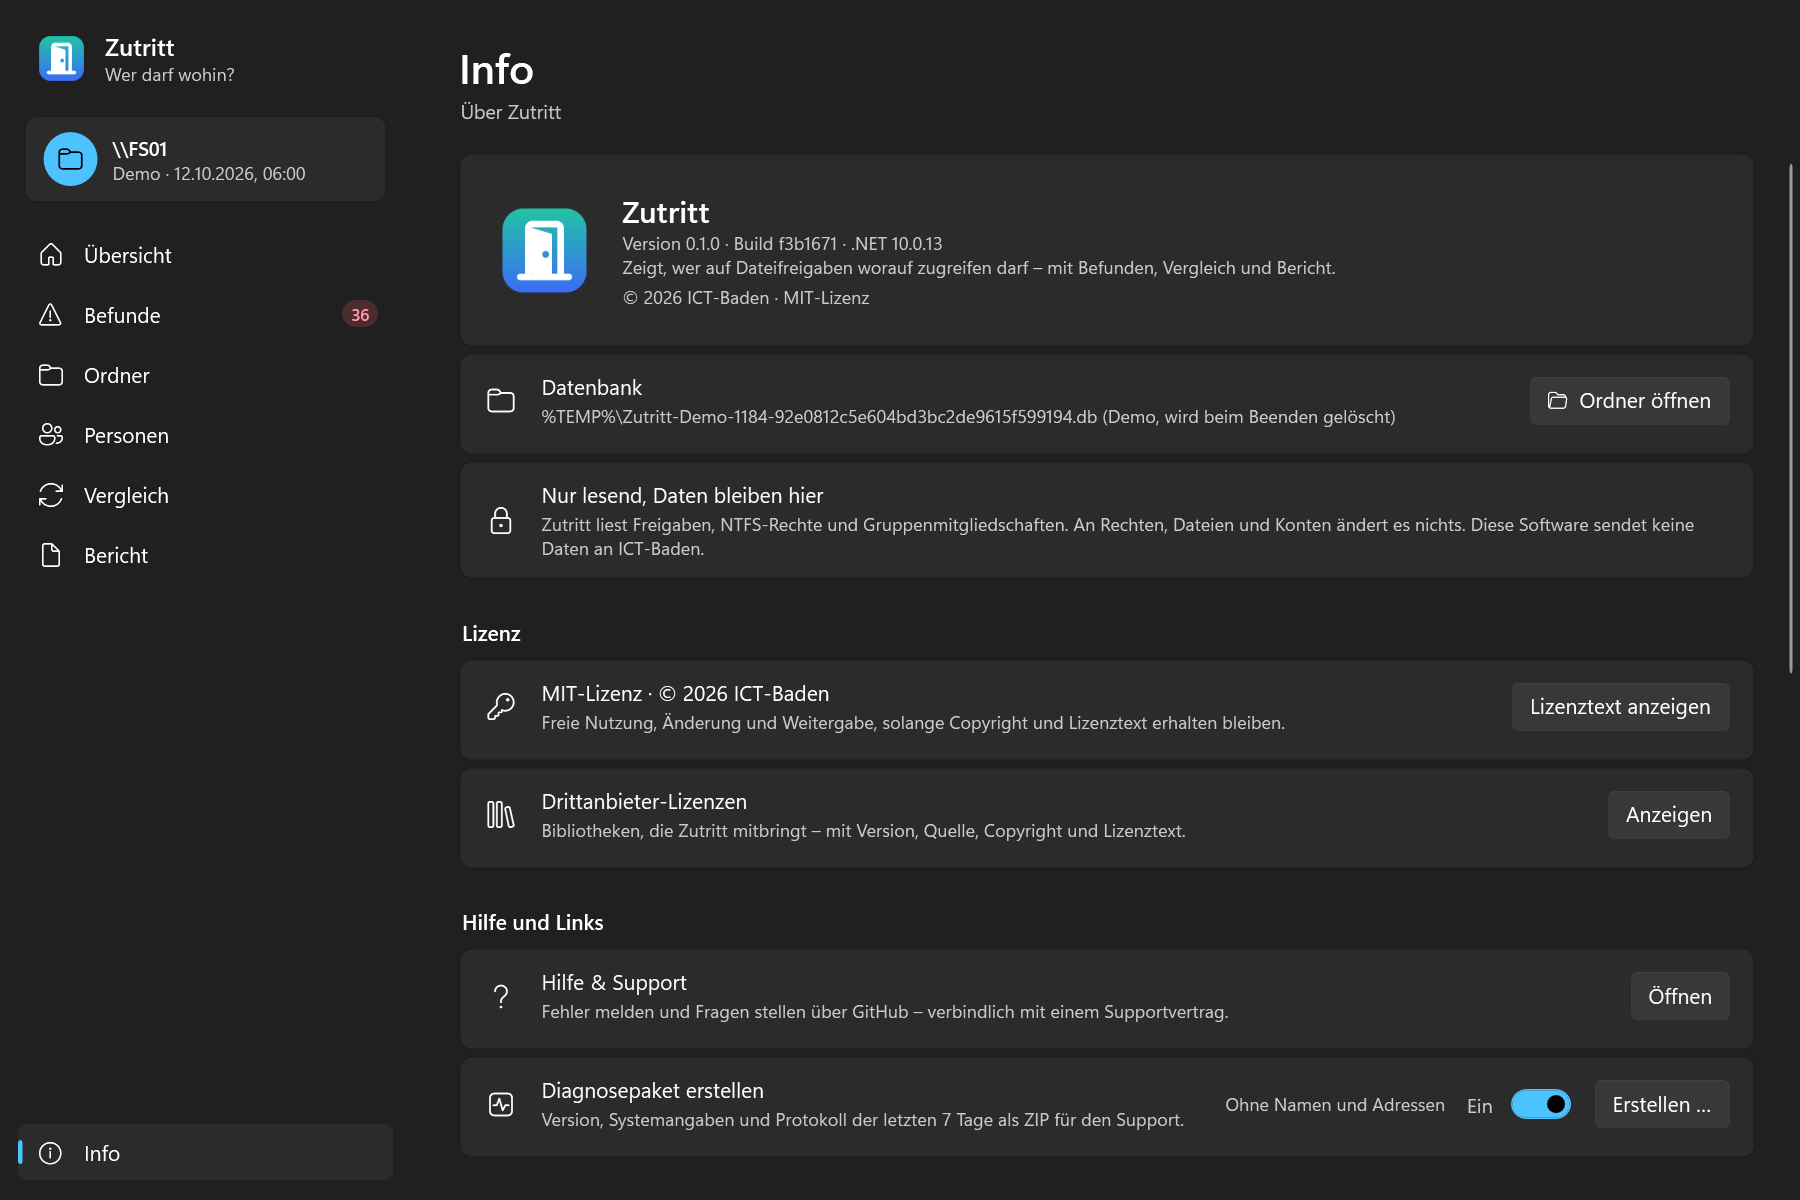 Zutritt
Wer darf wohin?
\\FS01
Demo · 12.10.2026, 06:00
Übersicht
Befunde
36
Ordner
Personen
Vergleich
Bericht
Info
Info
Über Zutritt
Zutritt
Version 0.1.0 · Build f3b1671 · .NET 10.0.13
Zeigt, wer auf Dateifreigaben worauf zugreifen darf – mit Befunden, Vergleich und Bericht.
© 2026 ICT-Baden · MIT-Lizenz
Datenbank
%TEMP%\Zutritt-Demo-1184-92e0812c5e604bd3bc2de9615f599194.db (Demo, wird beim Beenden gelöscht)
Ordner öffnen
Nur lesend, Daten bleiben hier
Zutritt liest Freigaben, NTFS-Rechte und Gruppenmitgliedschaften. An Rechten, Dateien und Konten ändert es nichts. Diese Software sendet keine
Daten an ICT-Baden.
Lizenz
MIT-Lizenz · © 2026 ICT-Baden
Freie Nutzung, Änderung und Weitergabe, solange Copyright und Lizenztext erhalten bleiben.
Lizenztext anzeigen
Drittanbieter-Lizenzen
Bibliotheken, die Zutritt mitbringt – mit Version, Quelle, Copyright und Lizenztext.
Anzeigen
Hilfe und Links
Hilfe & Support
Fehler melden und Fragen stellen über GitHub – verbindlich mit einem Supportvertrag.
Öffnen
Diagnosepaket erstellen
Version, Systemangaben und Protokoll der letzten 7 Tage als ZIP für den Support.
Ohne Namen und Adressen
Ein
Erstellen ...